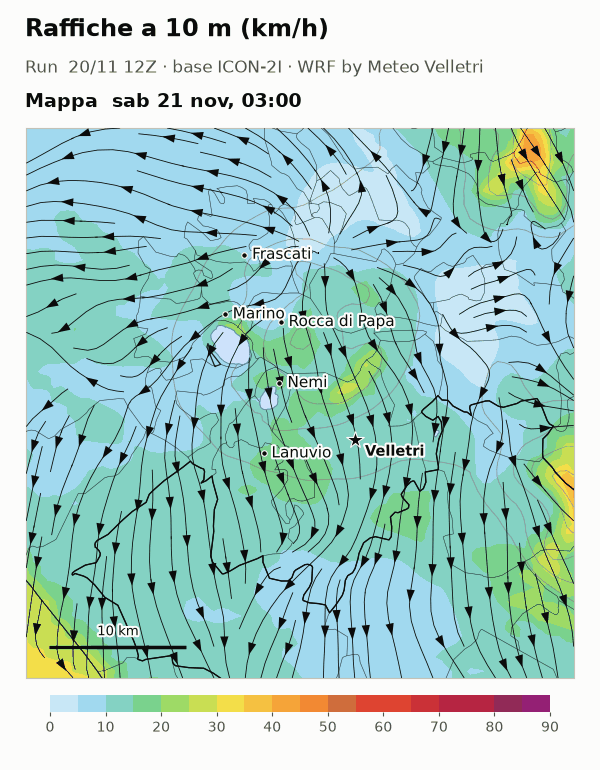 Raffiche a 10 m (km/h)
Run  20/11 12Z · base ICON-2I · WRF by Meteo Velletri
Mappa  sab 21 nov, 03:00
Frascati
Marino
Rocca di Papa
Nemi
Velletri
Lanuvio
10 km
0 10 20 30 40 50 60 70 80 90